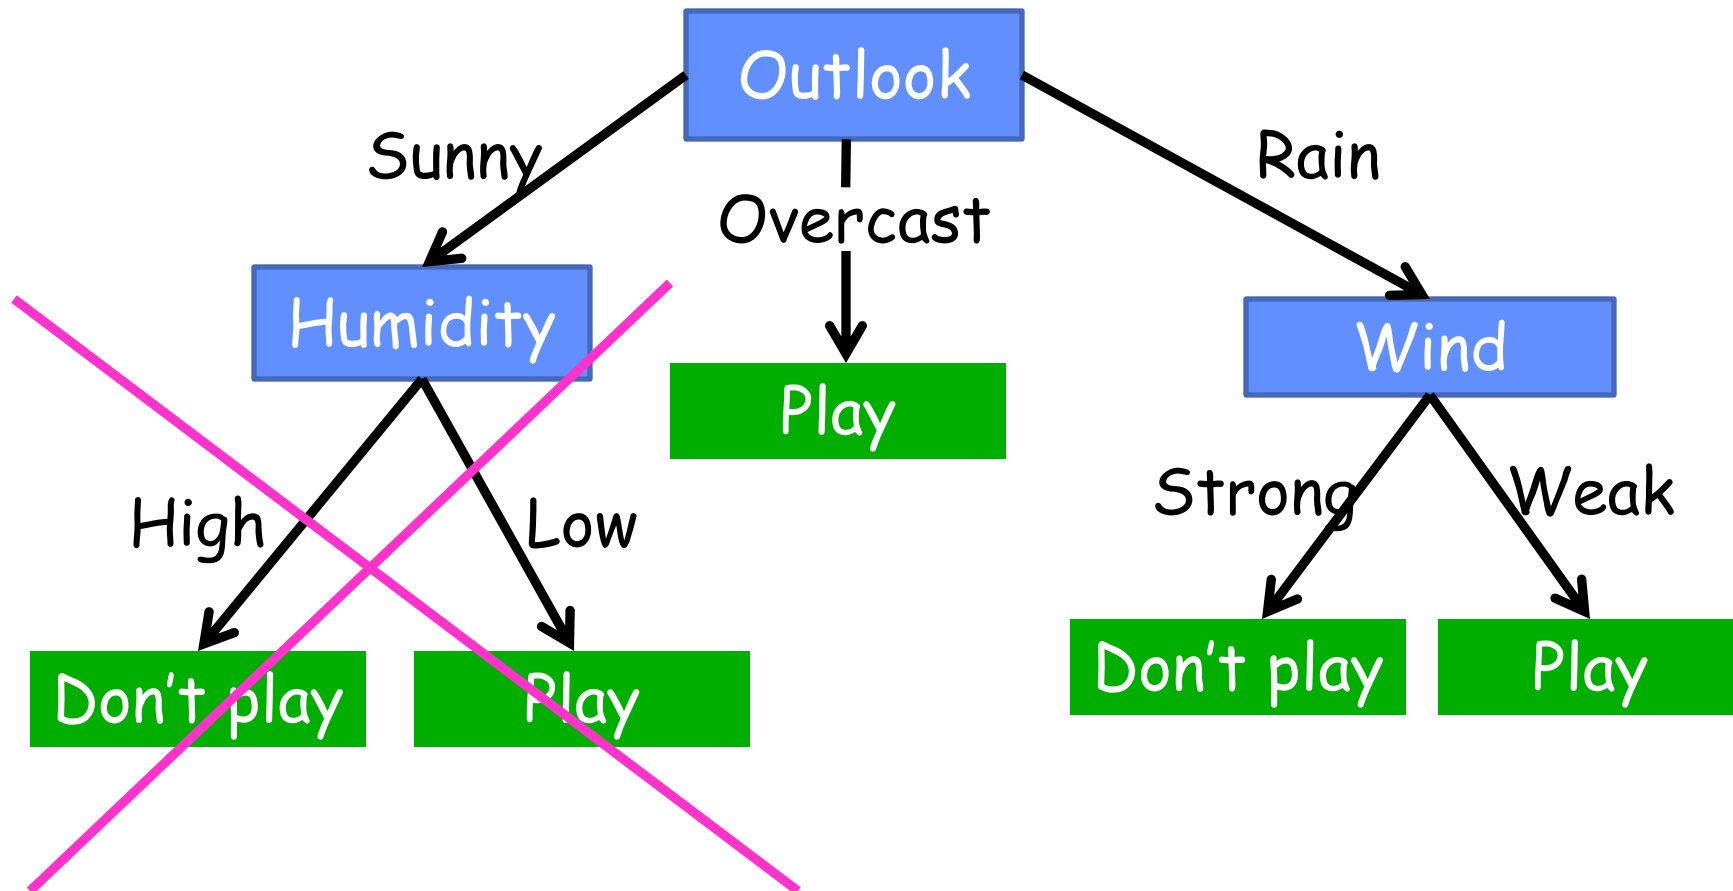 Outlook
Sunny
Overcast
Rain
Humidity
Play
Wind
High
Low
Strong
Weak
Don't play
Play
Don't play
Play